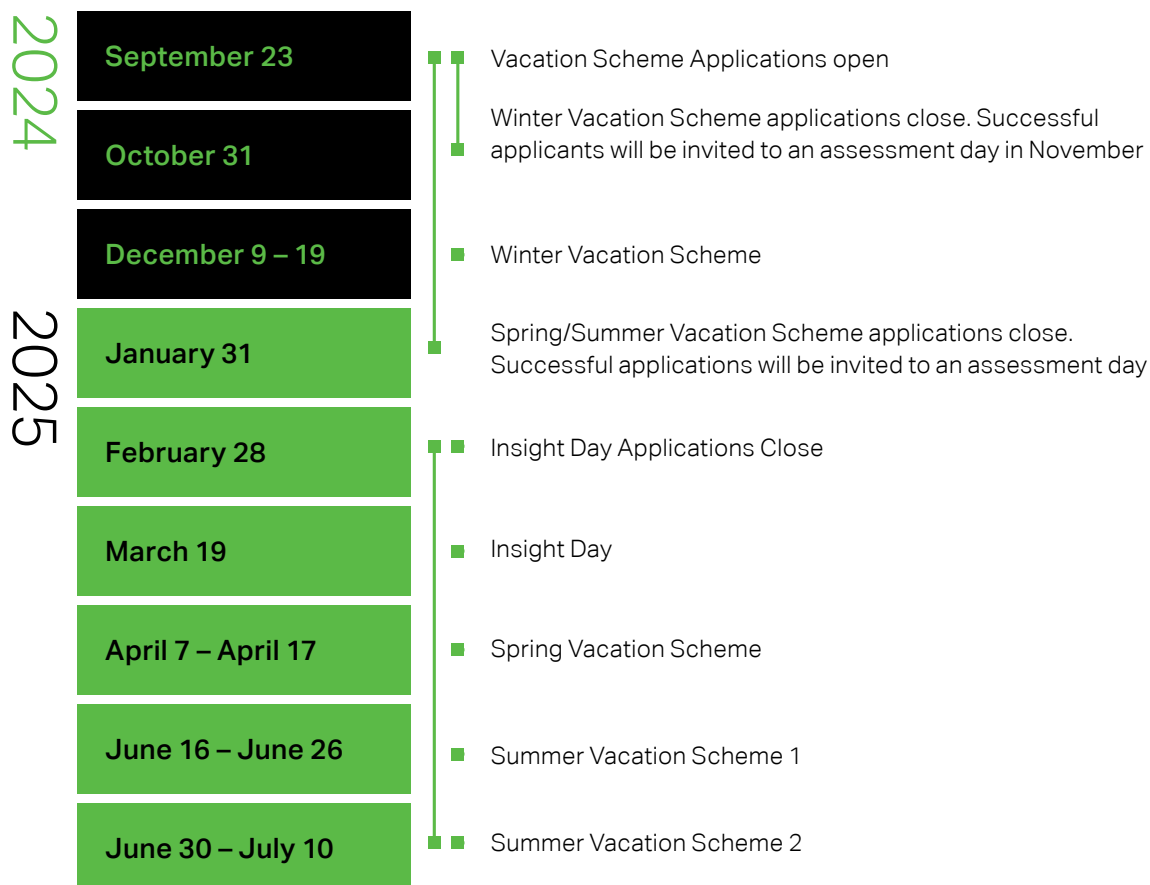 2024
September 23
Vacation Scheme Applications open
October 31
Winter Vacation Scheme applications close. Successful
applicants will be invited to an assessment day in November
December 9 – 19
Winter Vacation Scheme
2025
January 31
Spring/Summer Vacation Scheme applications close.
Successful applications will be invited to an assessment day
February 28
Insight Day Applications Close
March 19
Insight Day
April 7 – April 17
Spring Vacation Scheme
June 16 – June 26
Summer Vacation Scheme 1
June 30 – July 10
Summer Vacation Scheme 2